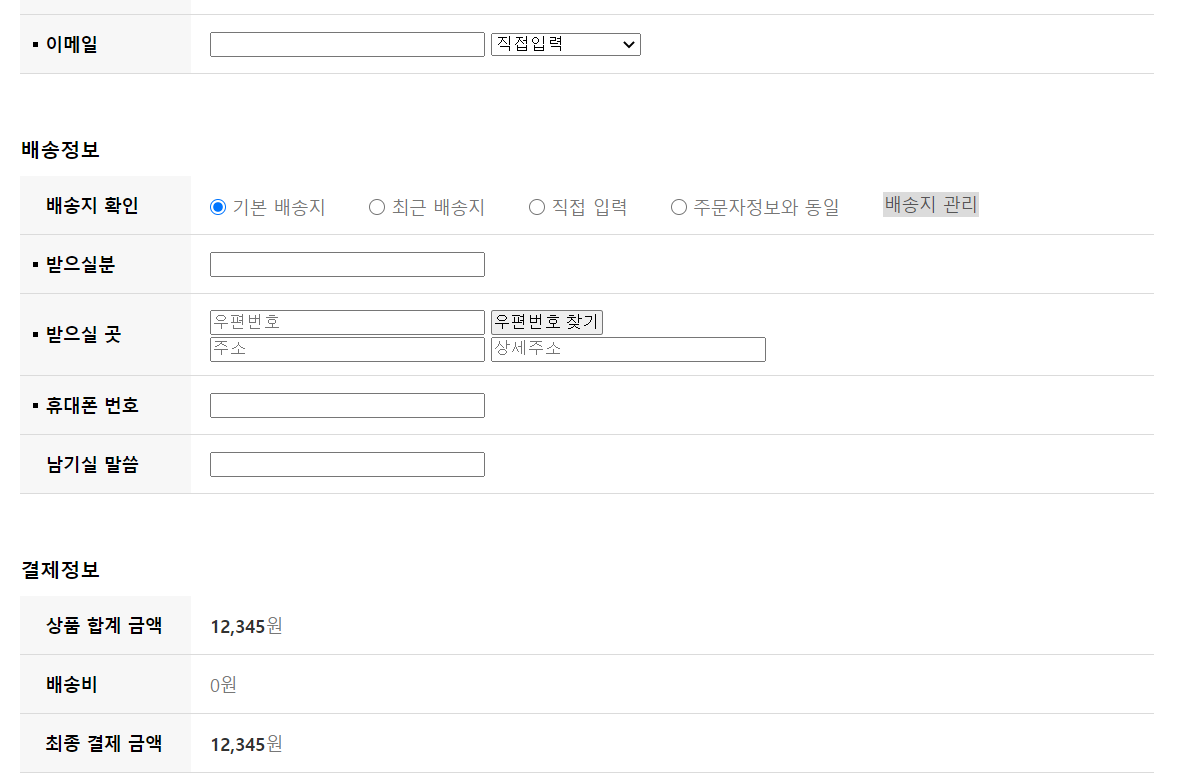 이메일 직접입력
배송정보
배송지 확인 기본 배송지 최근 배송지 직접 입력 주문자정보와 동일 배송지 관리
받으실분
받으실 곳 우편번호 우편번호 찾기
주소 상세주소
휴대폰 번호
남기실 말씀
결제정보
상품 합계 금액 12,345원
배송비 0원
최종 결제 금액 12,345원